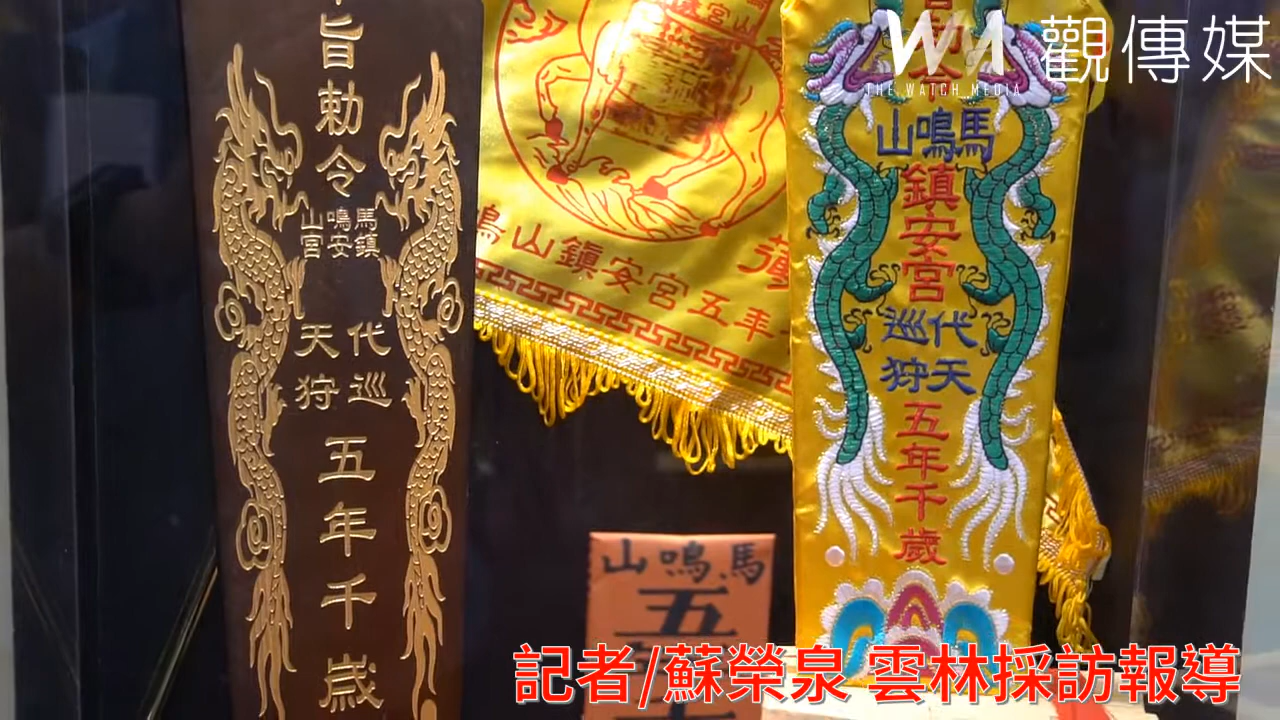 旨勅令
馬鳴山
鎮安宮
代天
巡狩
五年千歲
鳴山鎮安宮五年
勅令
馬鳴山
鎮安宮
代天
巡狩
五年千歲
馬鳴山
五
WA 觀傳媒
THE WATCH MEDIA
記者/蘇榮泉 雲林採訪報導